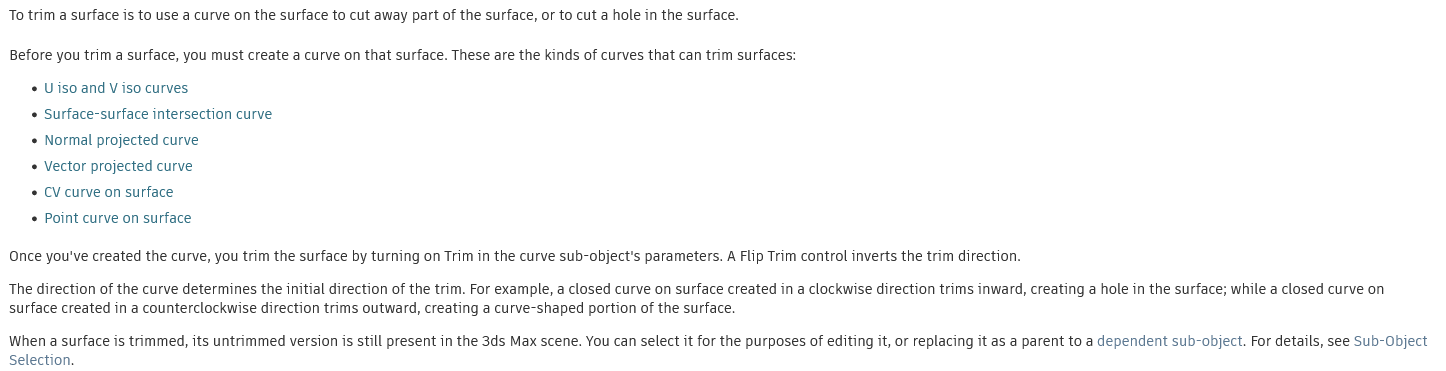 To trim a surface is to use a curve on the surface to cut away part of the surface, or to cut a hole in the surface.
Before you trim a surface, you must create a curve on that surface. These are the kinds of curves that can trim surfaces:
• U iso and V iso curves
• Surface-surface intersection curve
• Normal projected curve
• Vector projected curve
• CV curve on surface
• Point curve on surface
Once you've created the curve, you trim the surface by turning on Trim in the curve sub-object's parameters. A Flip Trim control inverts the trim direction.
The direction of the curve determines the initial direction of the trim. For example, a closed curve on surface created in a clockwise direction trims inward, creating a hole in the surface; while a closed curve on
surface created in a counterclockwise direction trims outward, creating a curve-shaped portion of the surface.
When a surface is trimmed, its untrimmed version is still present in the 3ds Max scene. You can select it for the purposes of editing it, or replacing it as a parent to a dependent sub-object. For details, see Sub-Object
Selection.